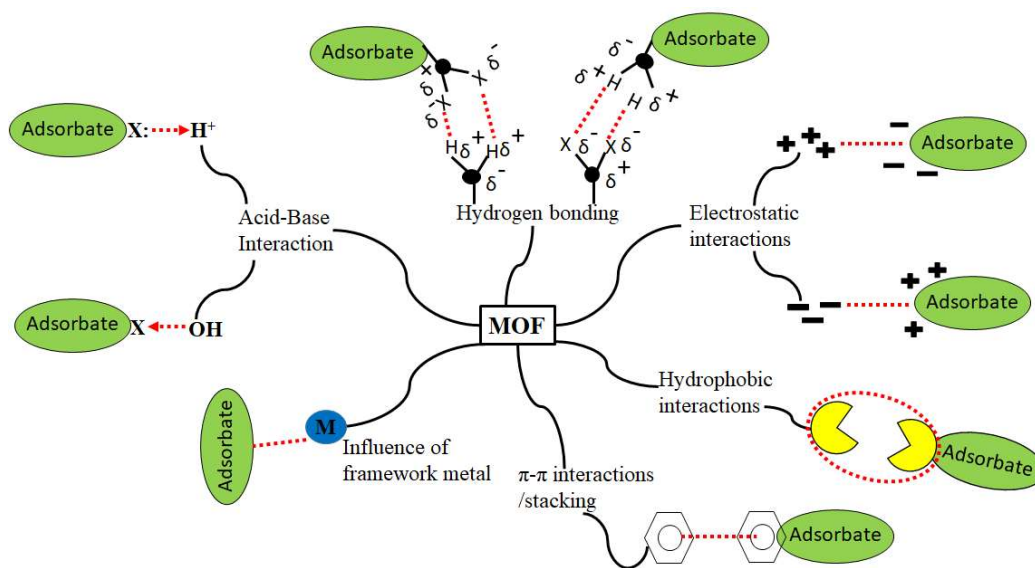 Adsorbate
δ⁺
X
δ⁻
X
δ⁻
H
δ⁺
H
δ⁺
δ⁻
Hydrogen bonding
Adsorbate
δ⁻
δ⁺
H
H
δ⁺
X
δ⁻
X
δ⁻
δ⁺
Adsorbate
X:
H⁺
Acid-Base
Interaction
Adsorbate
X
OH
+ + +
Electrostatic
interactions
− − −
Adsorbate
− − −
+ + +
Adsorbate
MOF
Adsorbate
M
Influence of
framework metal
π-π interactions
/stacking
Adsorbate
Hydrophobic
interactions
Adsorbate